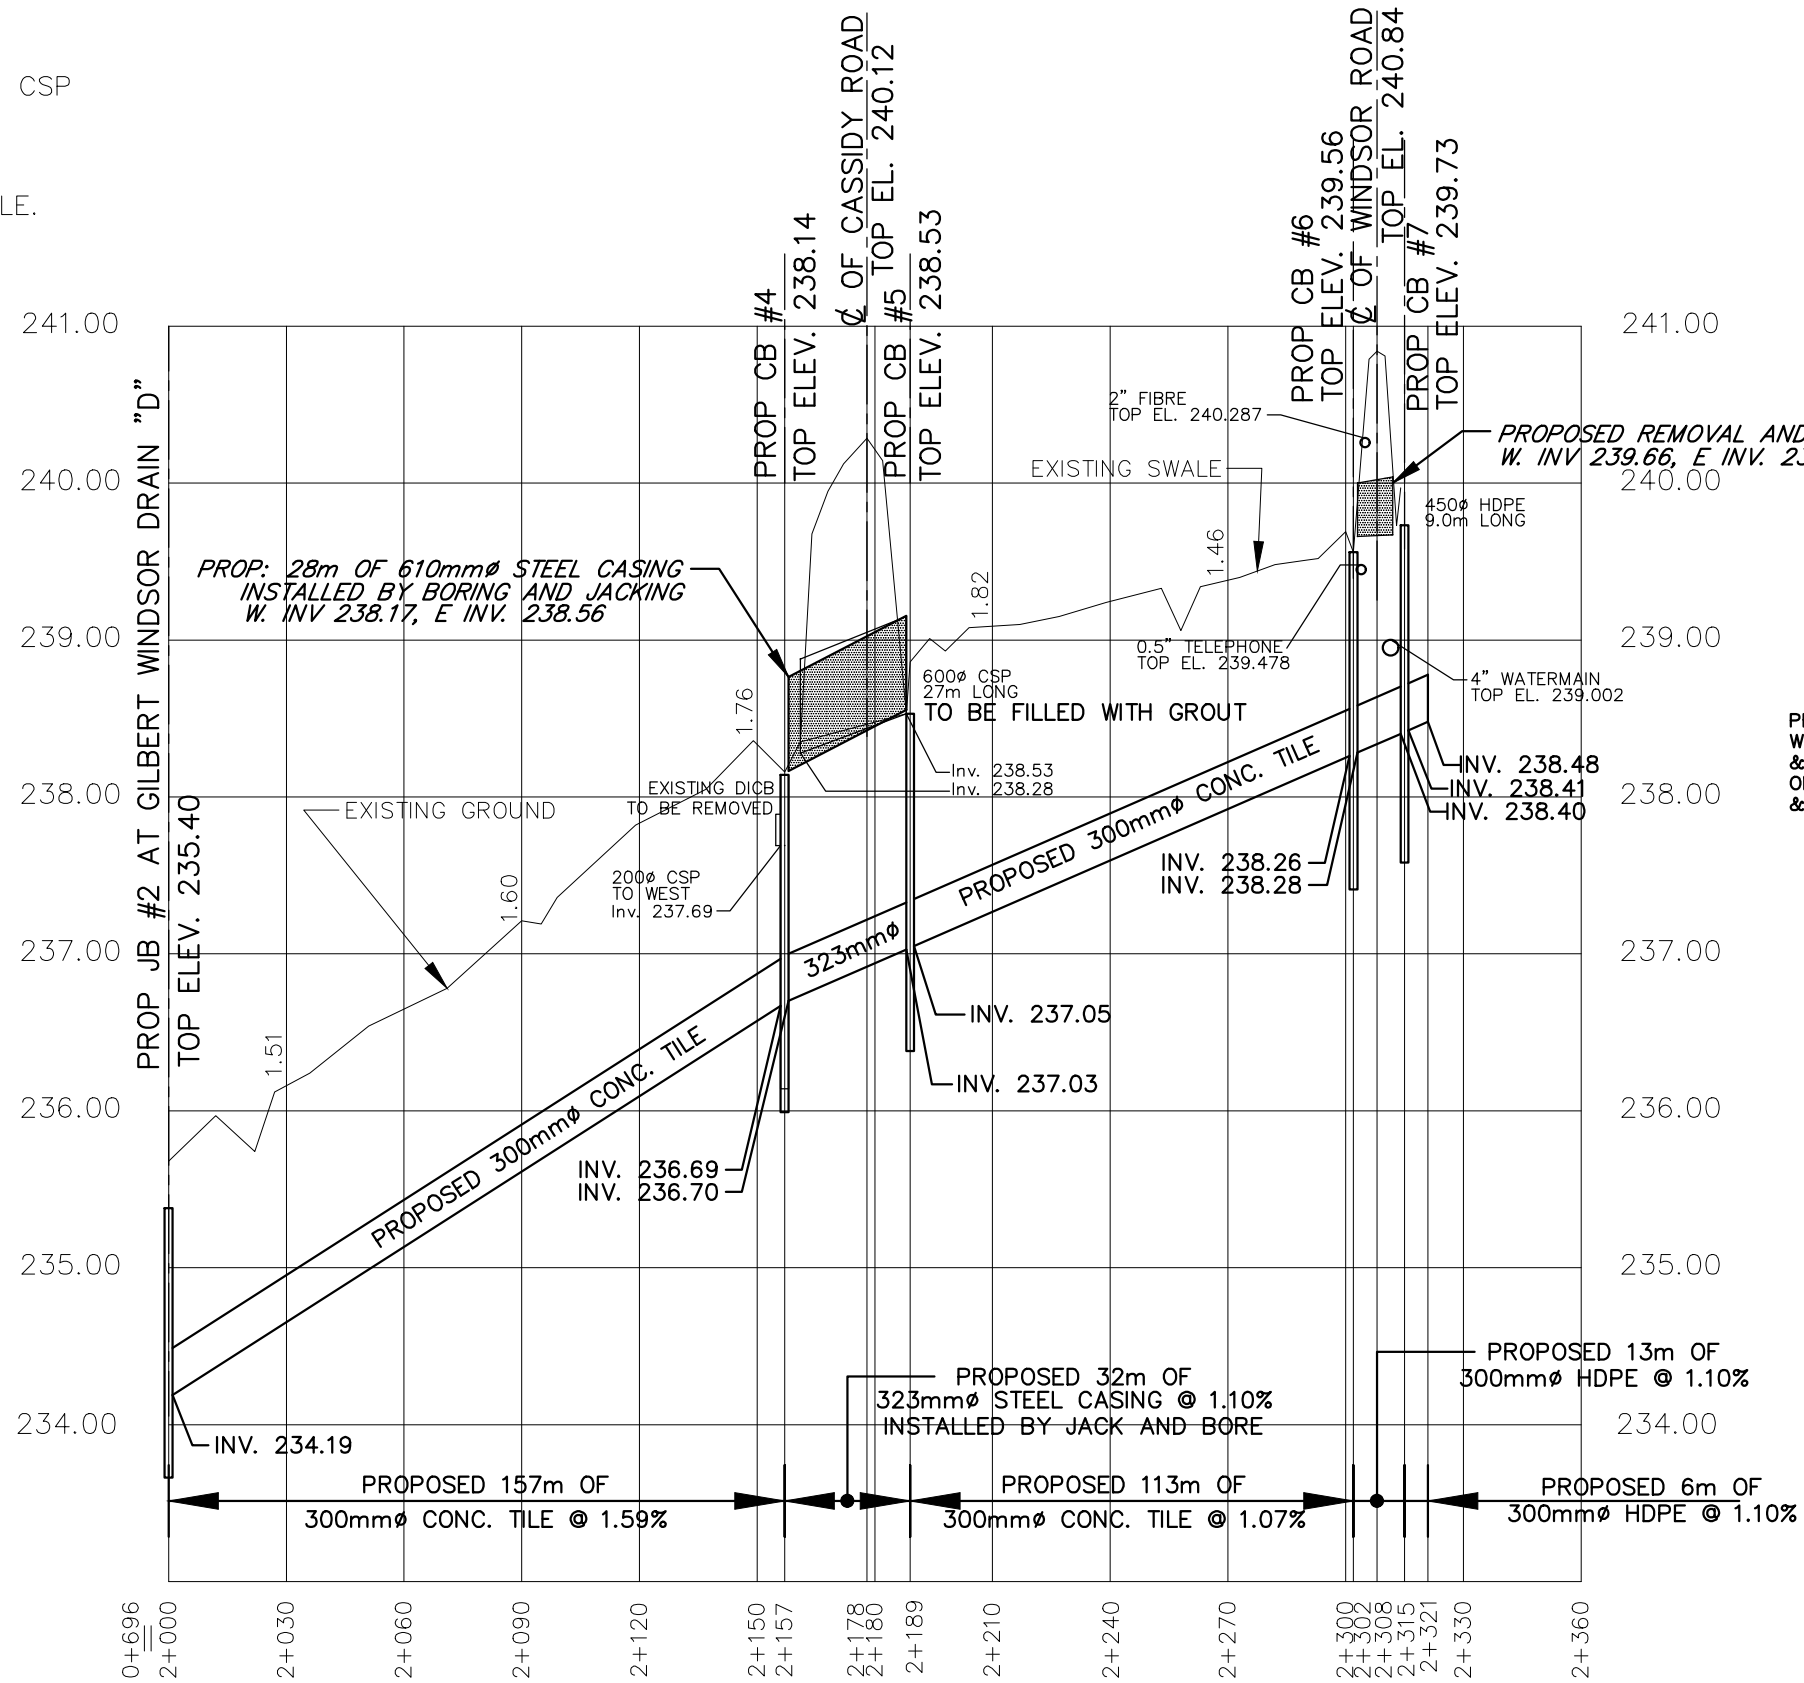 CSP
LE.
PROP JB #2 AT GILBERT WINDSOR DRAIN "D"
TOP ELEV. 235.40
PROP CB #4
TOP ELEV. 238.14
℄ OF CASSIDY ROAD
TOP EL. 240.12
PROP CB #5
TOP ELEV. 238.53
PROP CB #6
TOP ELEV. 239.56
℄ OF WINDSOR ROAD
TOP EL. 240.84
PROP CB #7
TOP ELEV. 239.73
241.00
240.00
239.00
238.00
237.00
236.00
235.00
234.00
241.00
240.00
239.00
238.00
237.00
236.00
235.00
234.00
2" FIBRE
TOP EL. 240.287
EXISTING SWALE
PROPOSED REMOVAL AND
W. INV 239.66, E INV. 23
450ø HDPE
9.0m LONG
PROP: 28m OF 610mmø STEEL CASING
INSTALLED BY BORING AND JACKING
W. INV 238.17, E INV. 238.56
1.51
1.60
1.76
1.82
1.46
0.5" TELEPHONE
TOP EL. 239.478
4" WATERMAIN
TOP EL. 239.002
600ø CSP
27m LONG
TO BE FILLED WITH GROUT
Inv. 238.53
Inv. 238.28
EXISTING DICB
TO BE REMOVED
EXISTING GROUND
200ø CSP
TO WEST
Inv. 237.69
INV. 238.48
INV. 238.41
INV. 238.40
INV. 238.26
INV. 238.28
PROPOSED 300mmø CONC. TILE
323mmø
PROPOSED 300mmø CONC. TILE
INV. 237.05
INV. 237.03
INV. 236.69
INV. 236.70
INV. 234.19
PROPOSED 157m OF
300mmø CONC. TILE @ 1.59%
PROPOSED 32m OF
323mmø STEEL CASING @ 1.10%
INSTALLED BY JACK AND BORE
PROPOSED 113m OF
300mmø CONC. TILE @ 1.07%
PROPOSED 13m OF
300mmø HDPE @ 1.10%
PROPOSED 6m OF
300mmø HDPE @ 1.10%
0+696
2+000
2+030
2+060
2+090
2+120
2+150
2+157
2+178
2+180
2+189
2+210
2+240
2+270
2+300
2+302
2+308
2+315
2+321
2+330
2+360